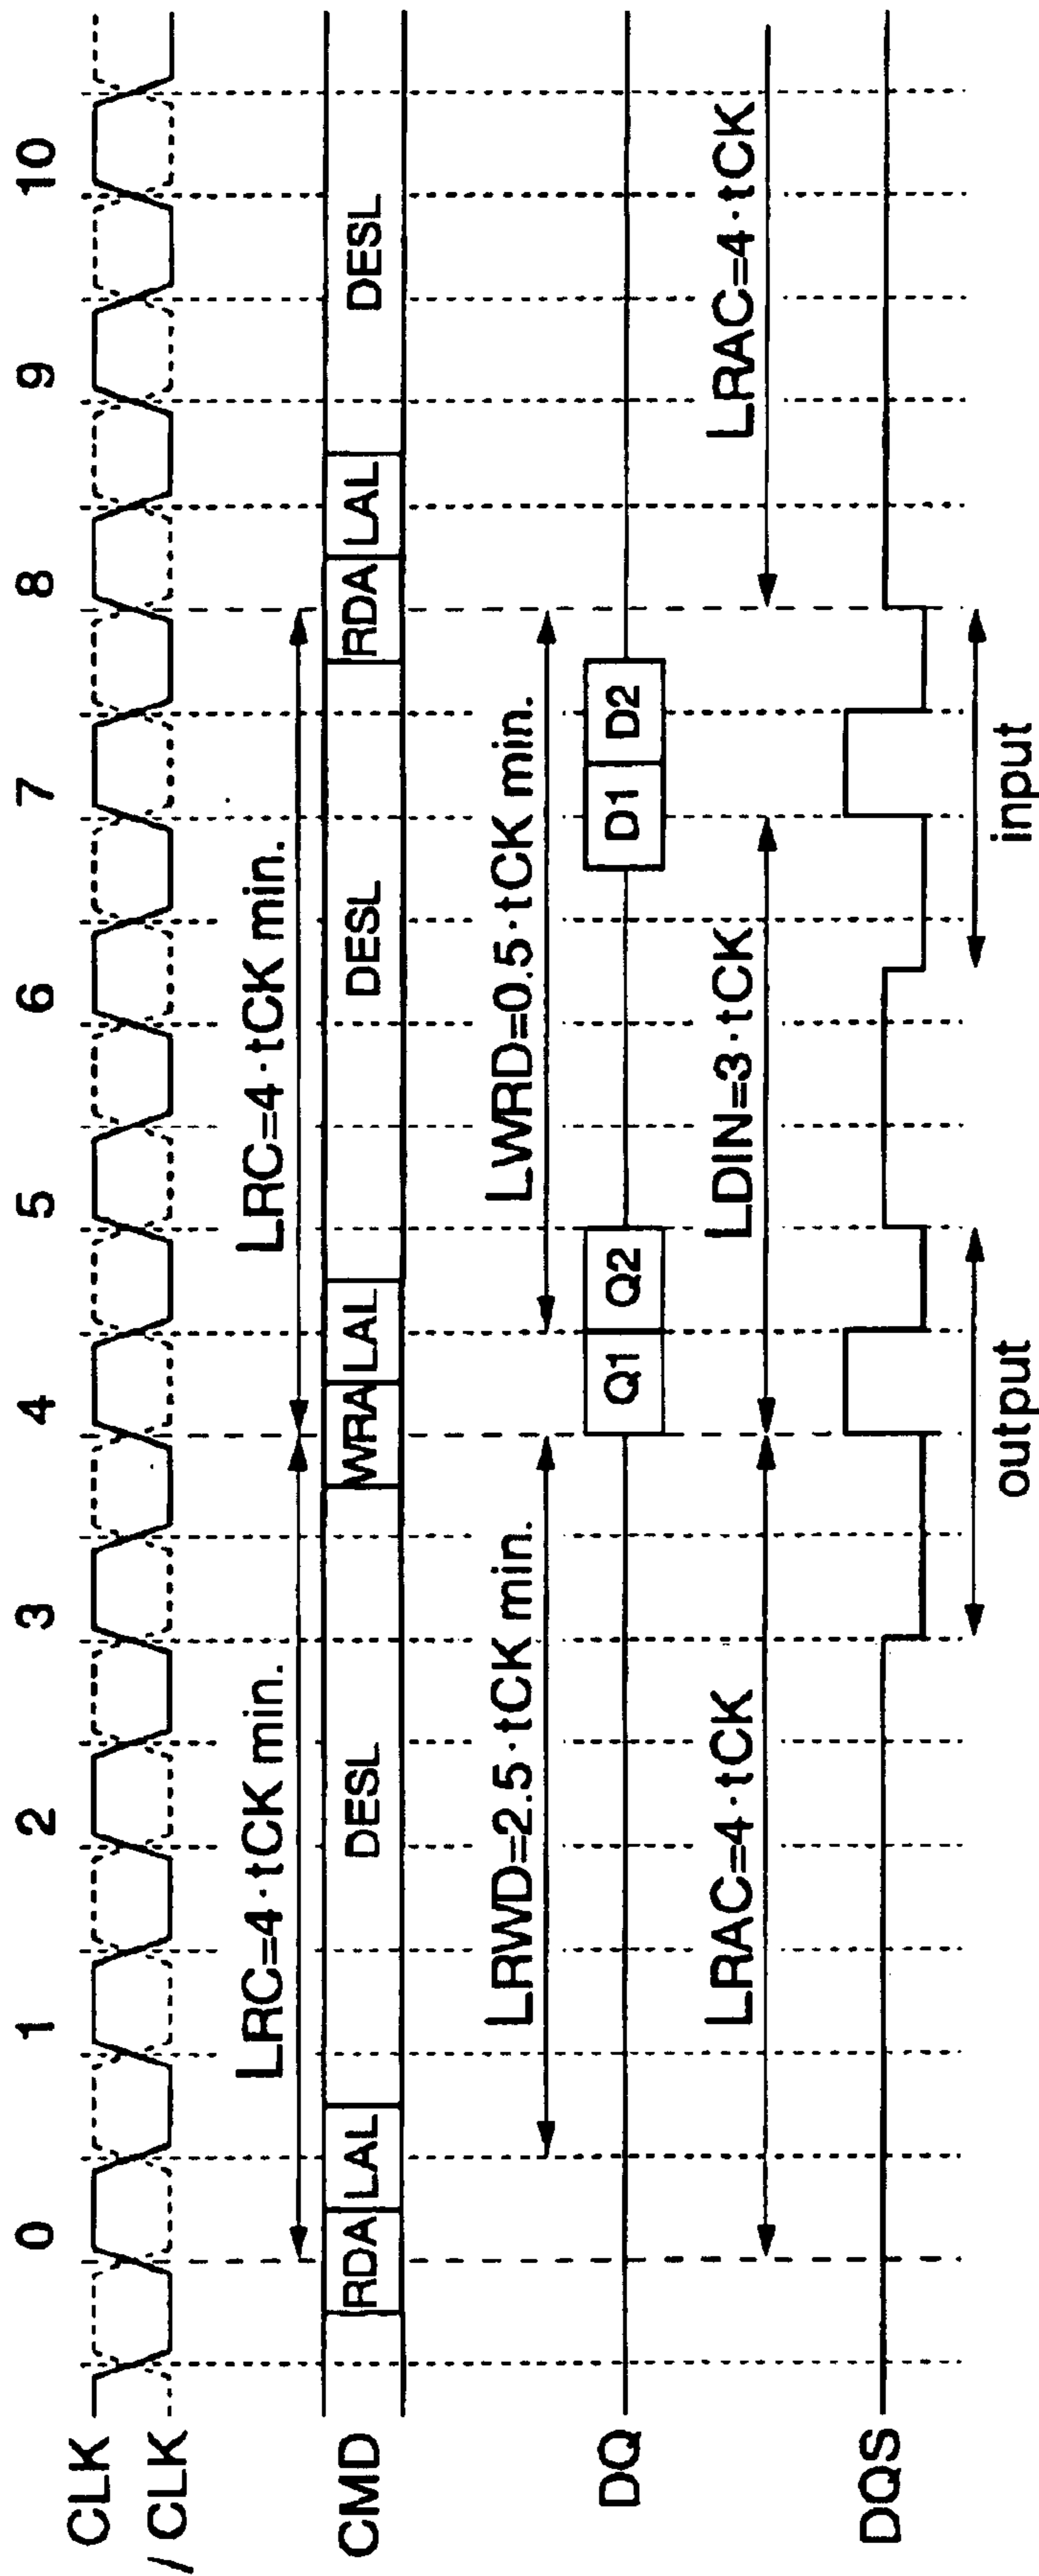 0 1 2 3 4 5 6 7 8 9 10
CLK
/ CLK
LRC=4·tCK min. LRC=4·tCK min.
CMD RDA LAL DESL WRA LAL DESL RDA LAL DESL
LRWD=2.5·tCK min. LWRD=0.5·tCK min.
DQ Q1 Q2 D1 D2
LRAC=4·tCK LDIN=3·tCK LRAC=4·tCK
DQS
output input